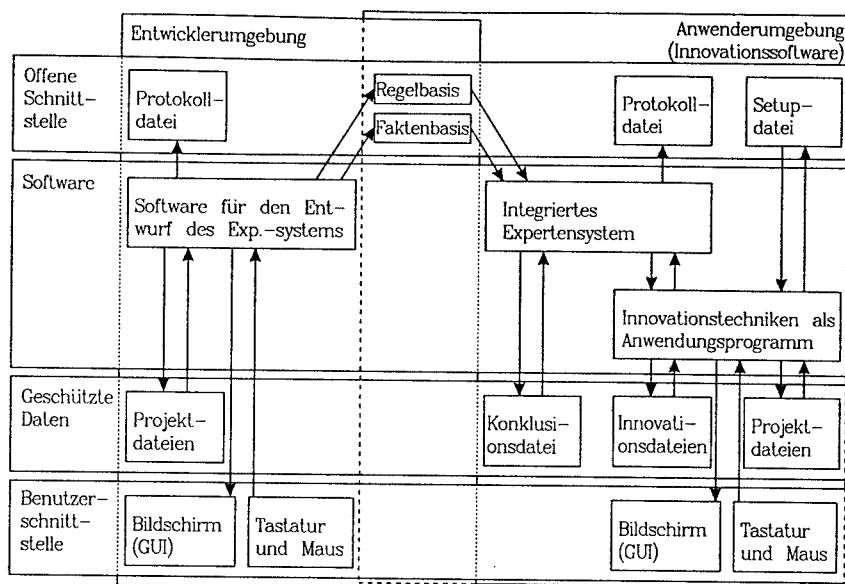 Entwicklerumgebung
Anwenderumgebung
(Innovationssoftware)
Offene
Schnitt-
stelle
Protokoll-
datei
Regelbasis
Faktenbasis
Protokoll-
datei
Setup-
datei
Software
Software für den Ent-
wurf des Exp.-systems
Integriertes
Expertensystem
Innovationstechniken als
Anwendungsprogramm
Geschützte
Daten
Projekt-
dateien
Konklusi-
onsdatei
Innovati-
onsdateien
Projekt-
dateien
Benutzer-
schnitt-
stelle
Bildschirm
(GUI)
Tastatur
und Maus
Bildschirm
(GUI)
Tastatur
und Maus